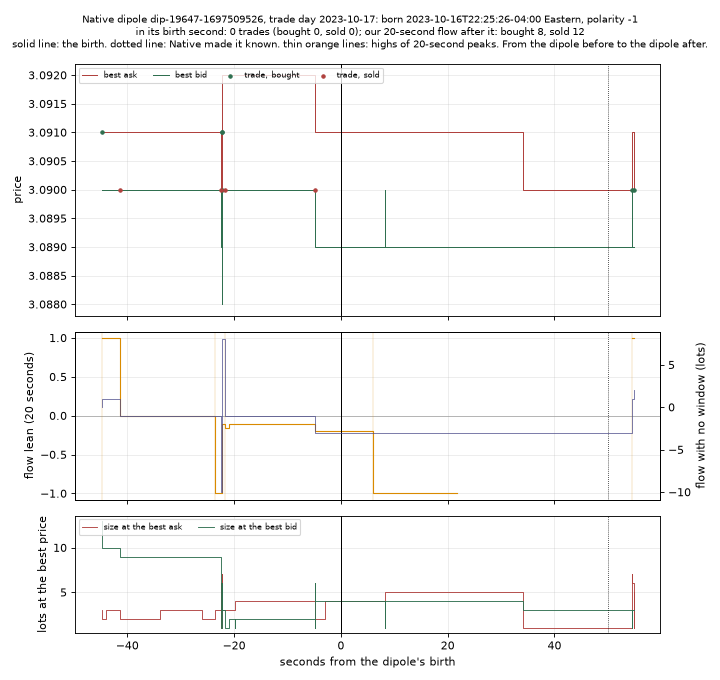 Native dipole dip-19647-1697509526, trade day 2023-10-17: born 2023-10-16T22:25:26-04:00 Eastern, polarity -1
in its birth second: 0 trades (bought 0, sold 0); our 20-second flow after it: bought 8, sold 12
solid line: the birth. dotted line: Native made it known. thin orange lines: highs of 20-second peaks. From the dipole before to the dipole after.
best ask
best bid
trade, bought
trade, sold
3.0920
3.0915
3.0910
3.0905
3.0900
3.0895
3.0890
3.0885
3.0880
price
1.0
0.5
0.0
−0.5
−1.0
flow lean (20 seconds)
5
0
−5
−10
flow with no window (lots)
size at the best ask
size at the best bid
10
5
lots at the best price
−40
−20
0
20
40
seconds from the dipole's birth